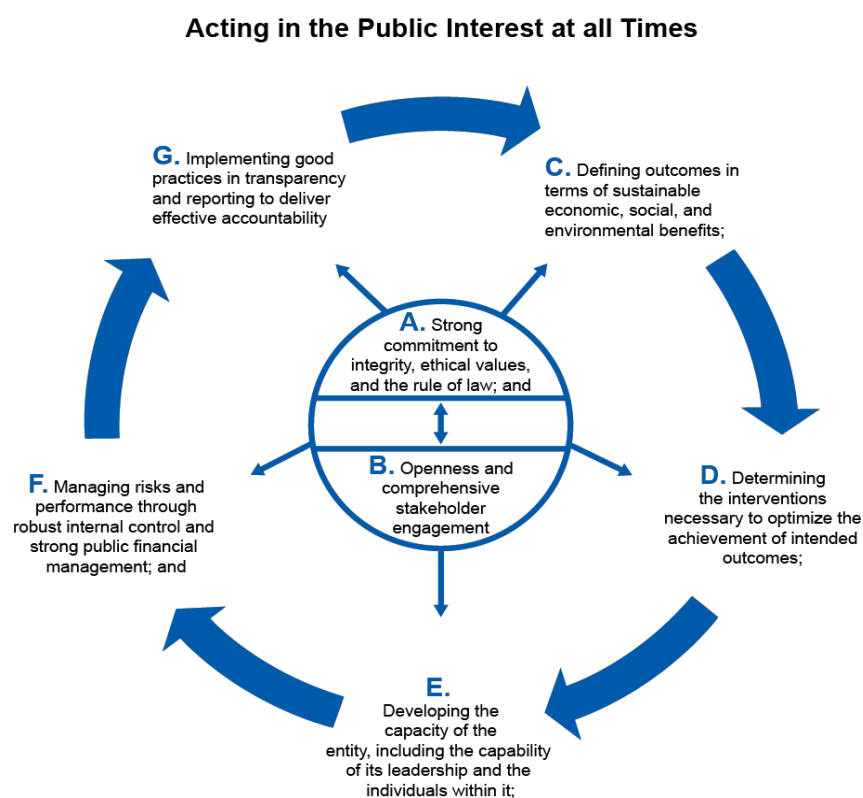 Acting in the Public Interest at all Times
G. Implementing good
practices in transparency
and reporting to deliver
effective accountability
C. Defining outcomes in
terms of sustainable
economic, social, and
environmental benefits;
A. Strong
commitment to
integrity, ethical values,
and the rule of law; and
B. Openness and
comprehensive
stakeholder
engagement
F. Managing risks and
performance through
robust internal control and
strong public financial
management; and
D. Determining
the interventions
necessary to optimize the
achievement of intended
outcomes;
E.
Developing the
capacity of the
entity, including the capability
of its leadership and the
individuals within it;